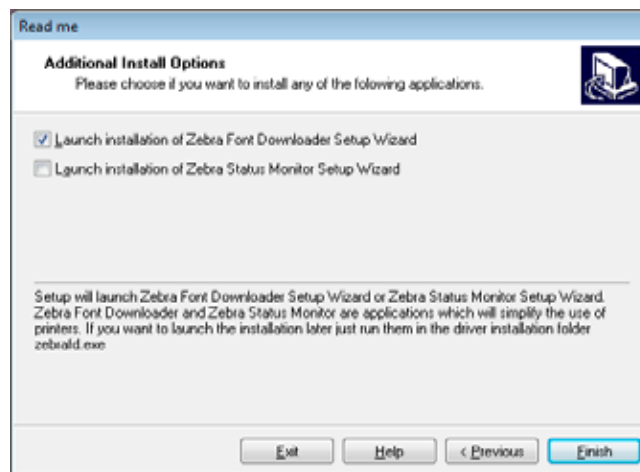 Read me
Additional Install Options
Please choose if you want to install any of the folowing applications.
Launch installation of Zebra Font Downloader Setup Wizard
Launch installation of Zebra Status Monitor Setup Wizard
Setup will launch Zebra Font Downloader Setup Wizard or Zebra Status Monitor Setup Wizard.
Zebra Font Downloader and Zebra Status Monitor are applications which will simplify the use of
printers. If you want to launch the installation later just run them in the driver installation folder
zebrafd.exe
Exit
Help
< Previous
Finish